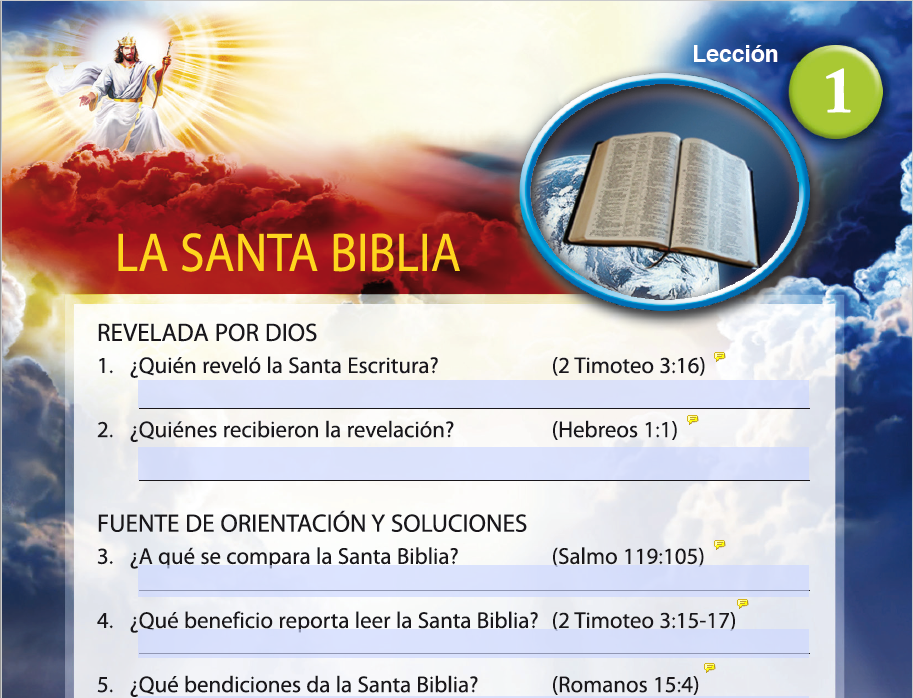 Lección
1
LA SANTA BIBLIA
REVELADA POR DIOS
1. ¿Quién reveló la Santa Escritura? (2 Timoteo 3:16)
2. ¿Quiénes recibieron la revelación? (Hebreos 1:1)
FUENTE DE ORIENTACIÓN Y SOLUCIONES
3. ¿A qué se compara la Santa Biblia? (Salmo 119:105)
4. ¿Qué beneficio reporta leer la Santa Biblia? (2 Timoteo 3:15-17)
5. ¿Qué bendiciones da la Santa Biblia? (Romanos 15:4)